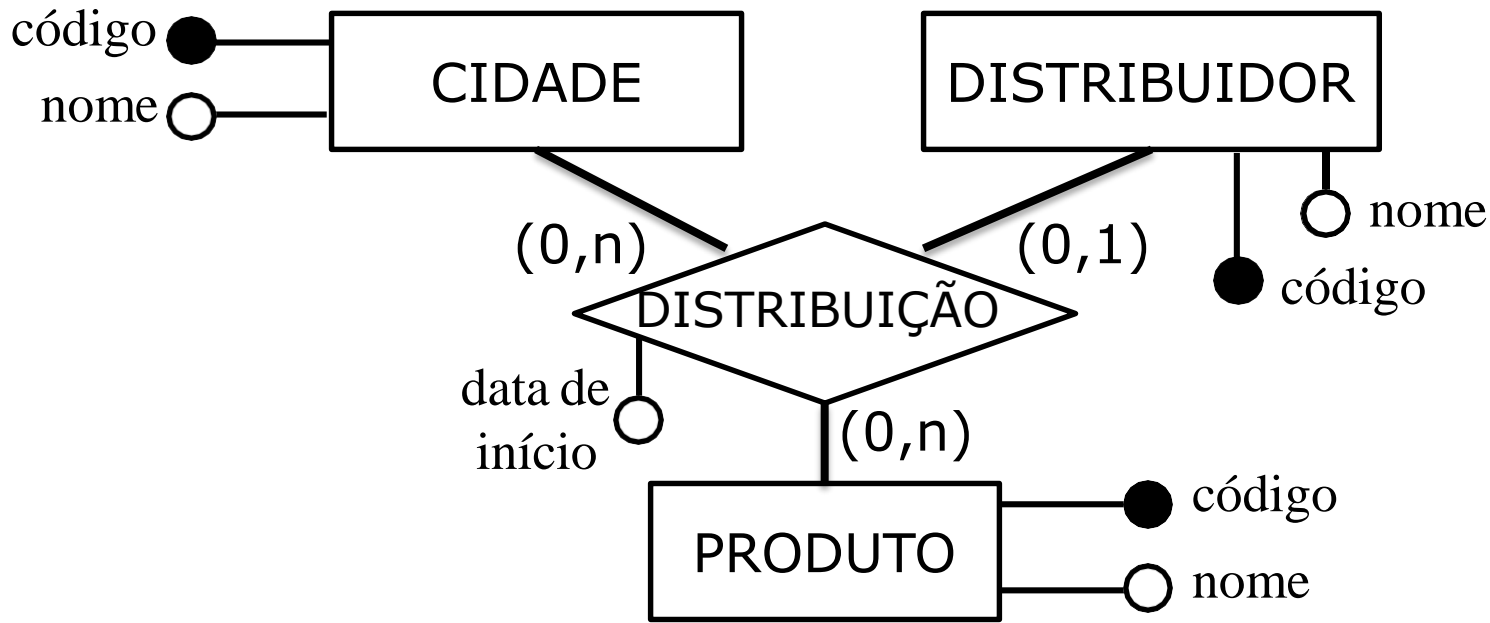 código
CIDADE
DISTRIBUIDOR
nome
nome
(0,n)
(0,1)
código
DISTRIBUIÇÃO
data de
início
(0,n)
código
PRODUTO
nome